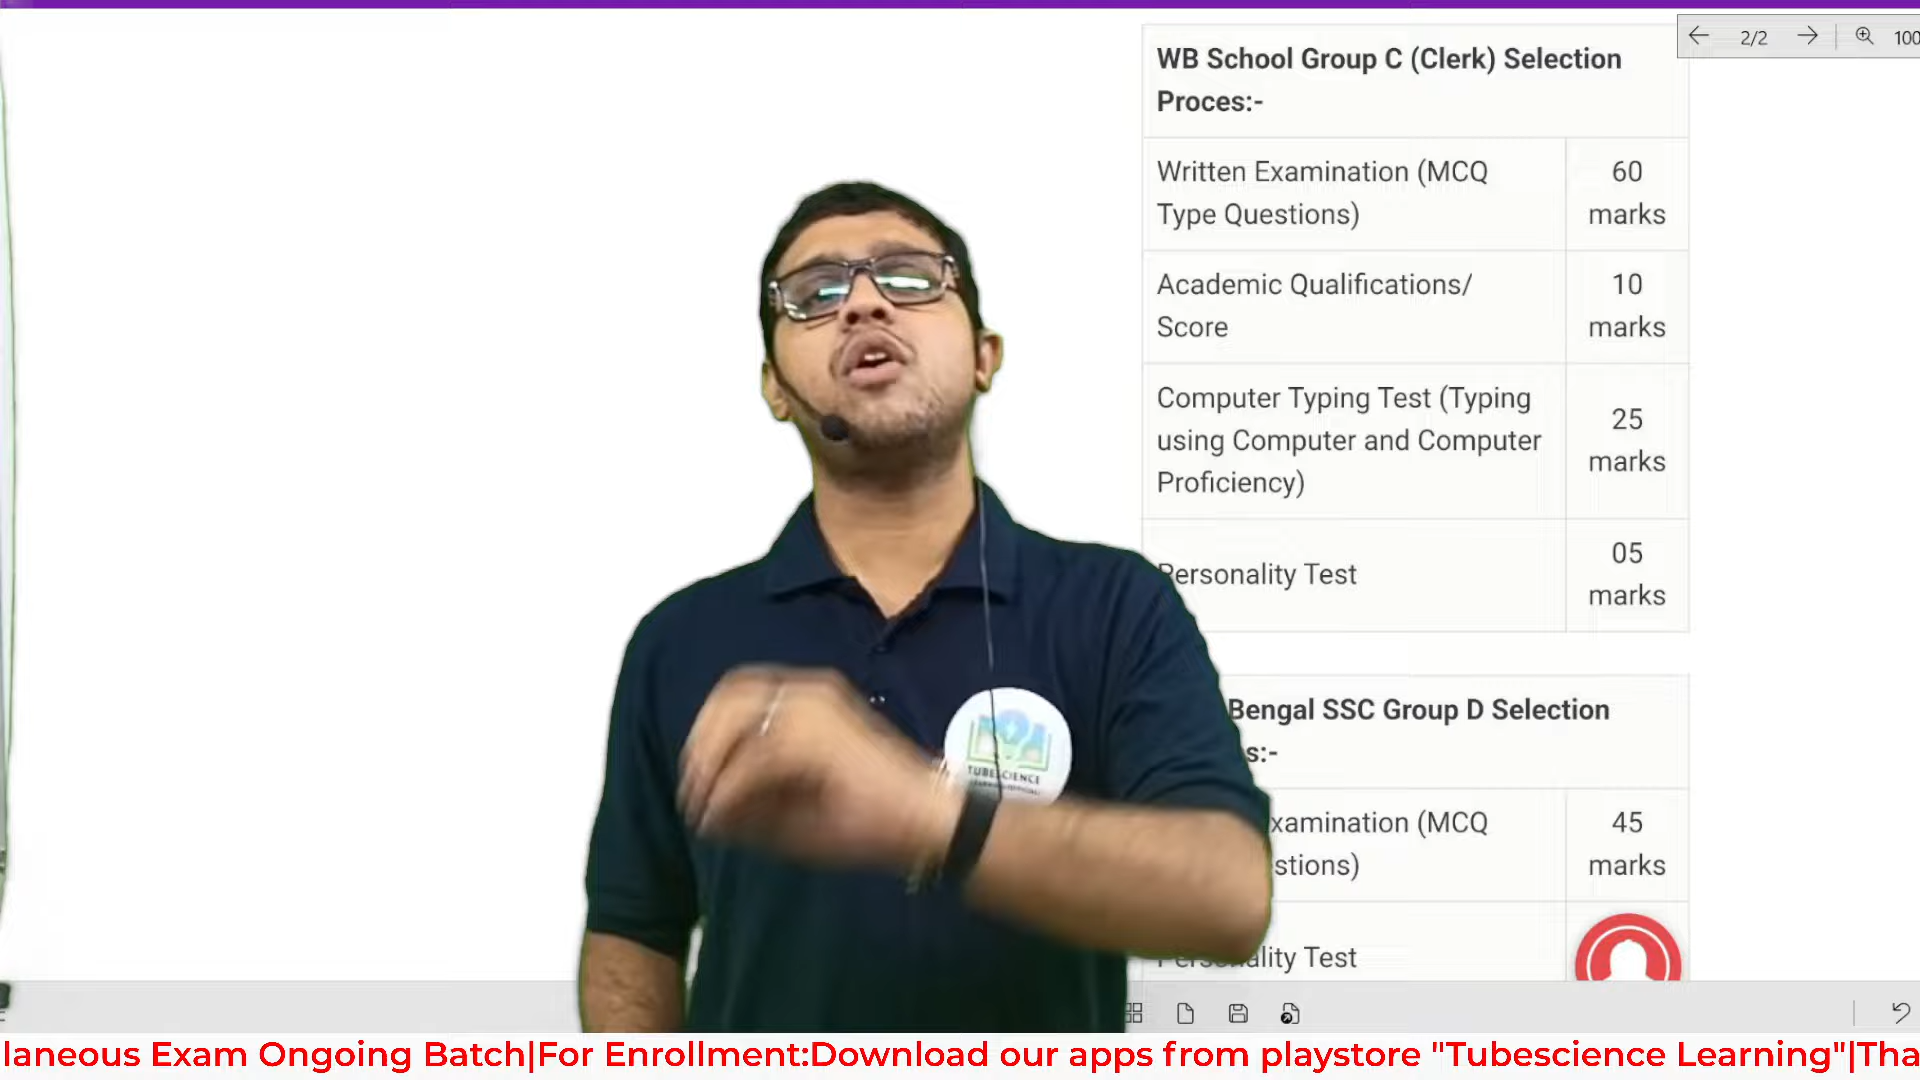 2/2
100
WB School Group C (Clerk) Selection
Proces:-
Written Examination (MCQ
Type Questions)
60
marks
Academic Qualifications/
Score
10
marks
Computer Typing Test (Typing
using Computer and Computer
Proficiency)
25
marks
Personality Test
05
marks
Bengal SSC Group D Selection
s:-
xamination (MCQ
stions)
45
marks
Personality Test
TUBESCIENCE
laneous Exam Ongoing Batch|For Enrollment:Download our apps from playstore "Tubescience Learning"|Tha